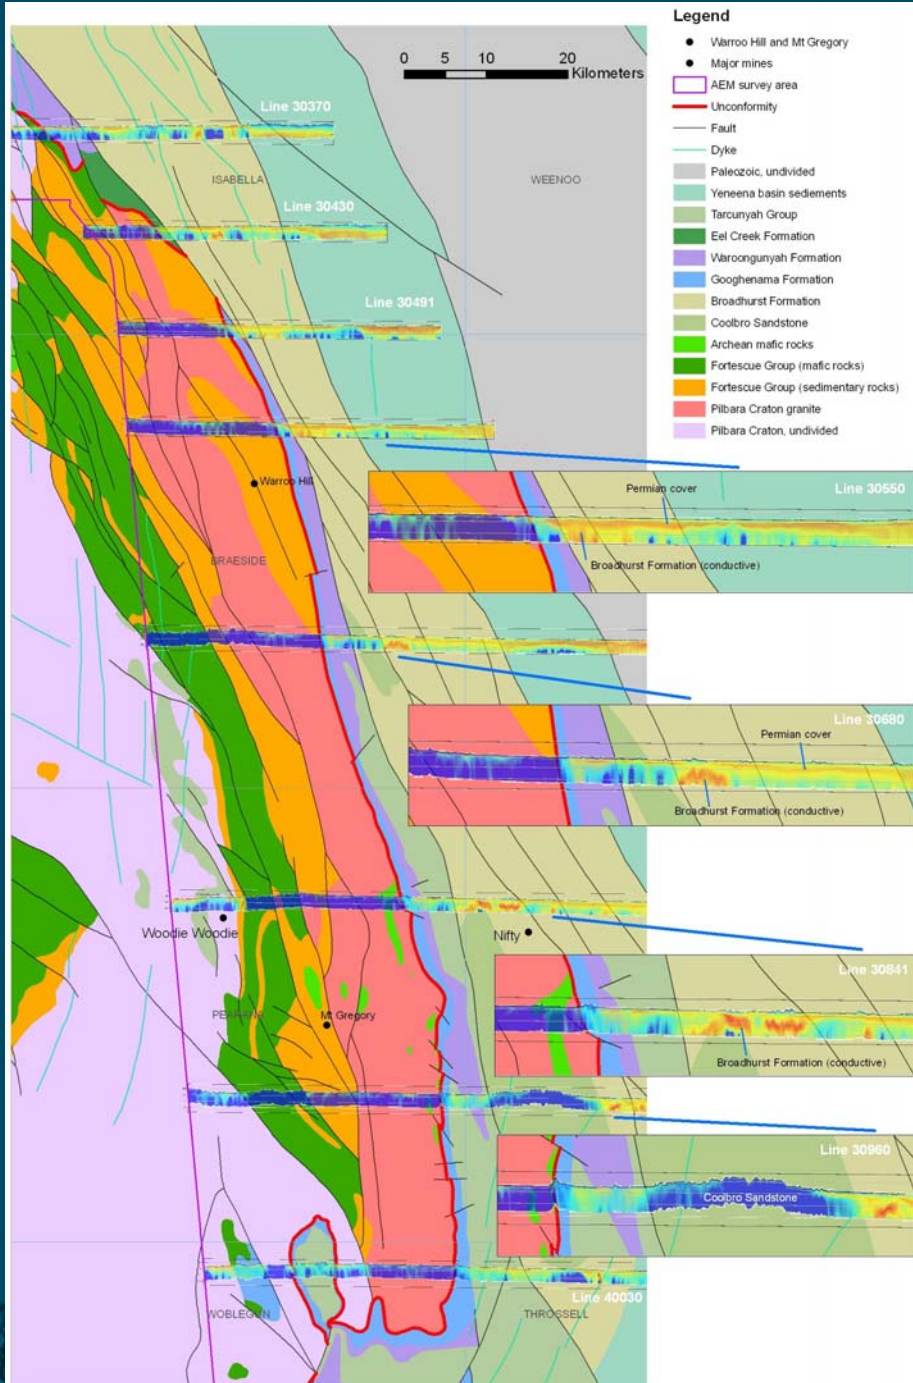 Legend
Warroo Hill and Mt Gregory
Major mines
AEM survey area
Unconformity
Fault
Dyke
Paleozoic, undivided
Yeneena basin sediements
Tarcunyah Group
Eel Creek Formation
Waroongunyah Formation
Googhenama Formation
Broadhurst Formation
Coolbro Sandstone
Archean mafic rocks
Fortescue Group (mafic rocks)
Fortescue Group (sedimentary rocks)
Pilbara Craton granite
Pilbara Craton, undivided
0 5 10 20
Kilometers
Line 30370
ISABELLA
WEENOO
Line 30430
Line 30491
Warroo Hill
BRAESIDE
Line 30550
Permian cover
Broadhurst Formation (conductive)
Line 30680
Permian cover
Broadhurst Formation (conductive)
Woodie Woodie
Nifty
Line 30841
Broadhurst Formation (conductive)
PEARANA
Mt Gregory
Line 30960
Coolbro Sandstone
Line 40030
WOBLEGUN
THROSSELL